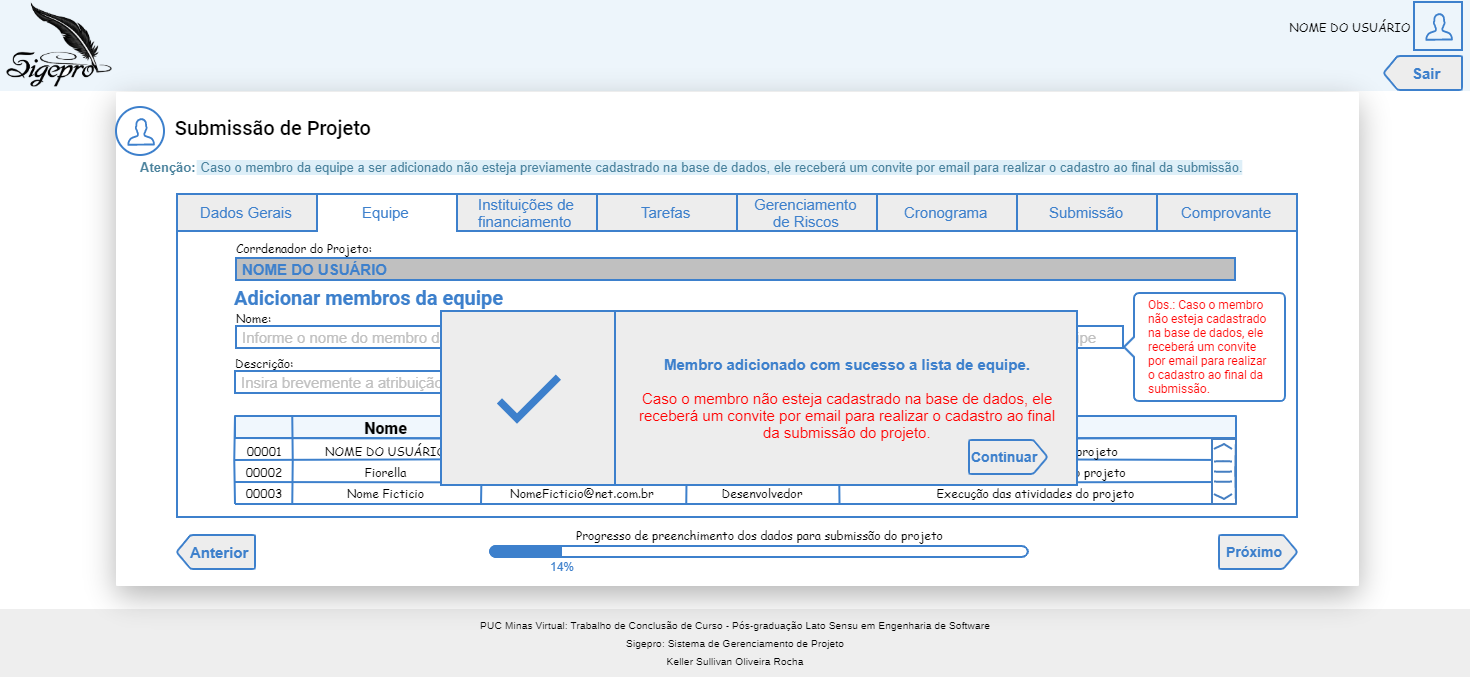 Sigepro
NOME DO USUÁRIO
Sair
Submissão de Projeto
Atenção: Caso o membro da equipe a ser adicionado não esteja previamente cadastrado na base de dados, ele receberá um convite por email para realizar o cadastro ao final da submissão.
Dados Gerais
Equipe
Instituições de
financiamento
Tarefas
Gerenciamento
de Riscos
Cronograma
Submissão
Comprovante
Corrdenador do Projeto:
NOME DO USUÁRIO
Adicionar membros da equipe
Nome:
Informe o nome do membro d
Descrição:
Insira brevemente a atribuição
Obs.: Caso o membro
não esteja cadastrado
na base de dados, ele
receberá um convite
por email para realizar
o cadastro ao final da
submissão.
Membro adicionado com sucesso a lista de equipe.
Caso o membro não esteja cadastrado na base de dados, ele
receberá um convite por email para realizar o cadastro ao final
da submissão do projeto.
Continuar
Nome
00001 NOME DO USUÁRIO projeto
00002 Fiorella projeto
00003 Nome Ficticio NomeFicticio@net.com.br Desenvolvedor Execução das atividades do projeto
Anterior
Progresso de preenchimento dos dados para submissão do projeto
14%
Próximo
PUC Minas Virtual: Trabalho de Conclusão de Curso - Pós-graduação Lato Sensu em Engenharia de Software
Sigepro: Sistema de Gerenciamento de Projeto
Keller Sullivan Oliveira Rocha